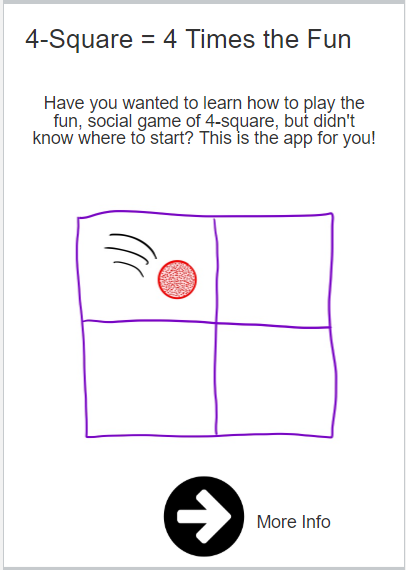 4-Square = 4 Times the Fun
Have you wanted to learn how to play the
fun, social game of 4-square, but didn't
know where to start? This is the app for you!
More Info